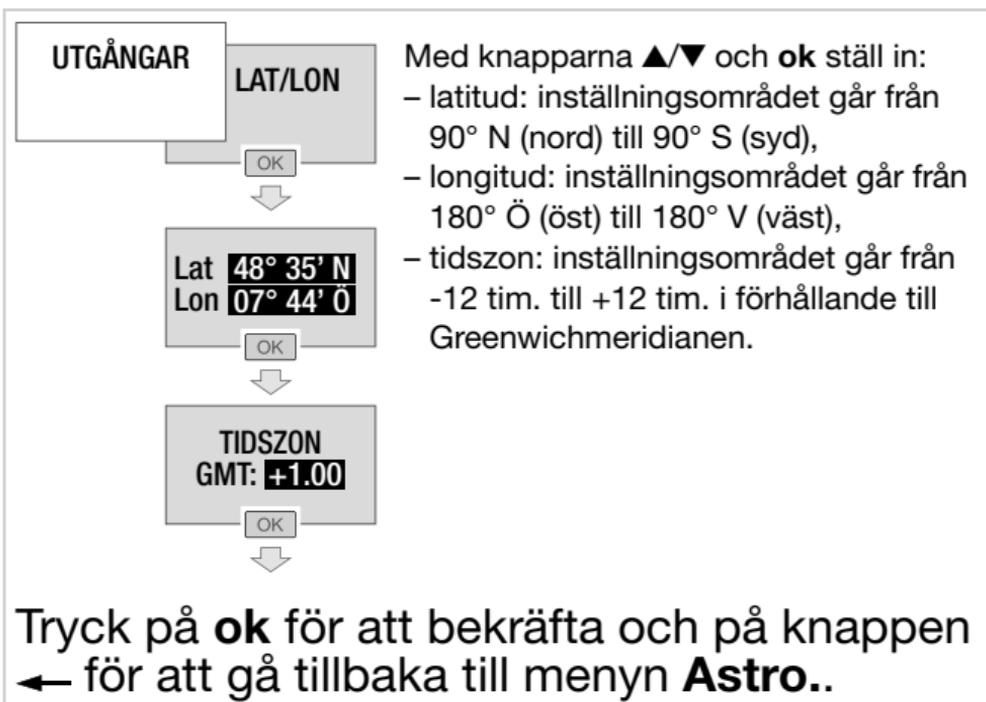 UTGÅNGAR
LAT/LON
OK
Lat 48° 35’ N
Lon 07° 44’ Ö
OK
TIDSZON
GMT: +1.00
OK
Med knapparna ▲/▼ och ok ställ in:
– latitud: inställningsområdet går från
90° N (nord) till 90° S (syd),
– longitud: inställningsområdet går från
180° Ö (öst) till 180° V (väst),
– tidszon: inställningsområdet går från
-12 tim. till +12 tim. i förhållande till
Greenwichmeridianen.
Tryck på ok för att bekräfta och på knappen
← för att gå tillbaka till menyn Astro..